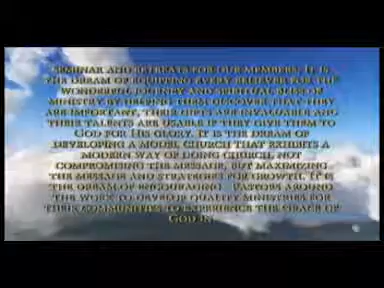 SEMINAR AND RETREATS FOR OUR MEMBERS. IT IS
THE DREAM OF EQUIPPING EVERY BELIEVER FOR THE
WONDERFUL JOURNEY AND SPIRITUAL BLISS OF
MINISTRY BY HELPING THEM DISCOVER THAT THEY
ARE IMPORTANT, THEIR GIFTS ARE INVALUABLE AND
THEIR TALENTS ARE USABLE IF THEY GIVE THEM TO
GOD FOR HIS GLORY. IT IS THE DREAM OF
DEVELOPING A MODEL CHURCH THAT EXHIBITS A
MODERN WAY OF DOING CHURCH, NOT
COMPROMISING THE MESSAGE, BUT MAXIMIZING
THE MESSAGE AND STRATEGIES FOR GROWTH. IT IS
THE DREAM OF ENCOURAGING PASTORS AROUND
THE WORK TO DEVELOP QUALITY MINISTRIES FOR
THEIR COMMUNITIES TO EXPERIENCE THE GRACE OF
GOD IN